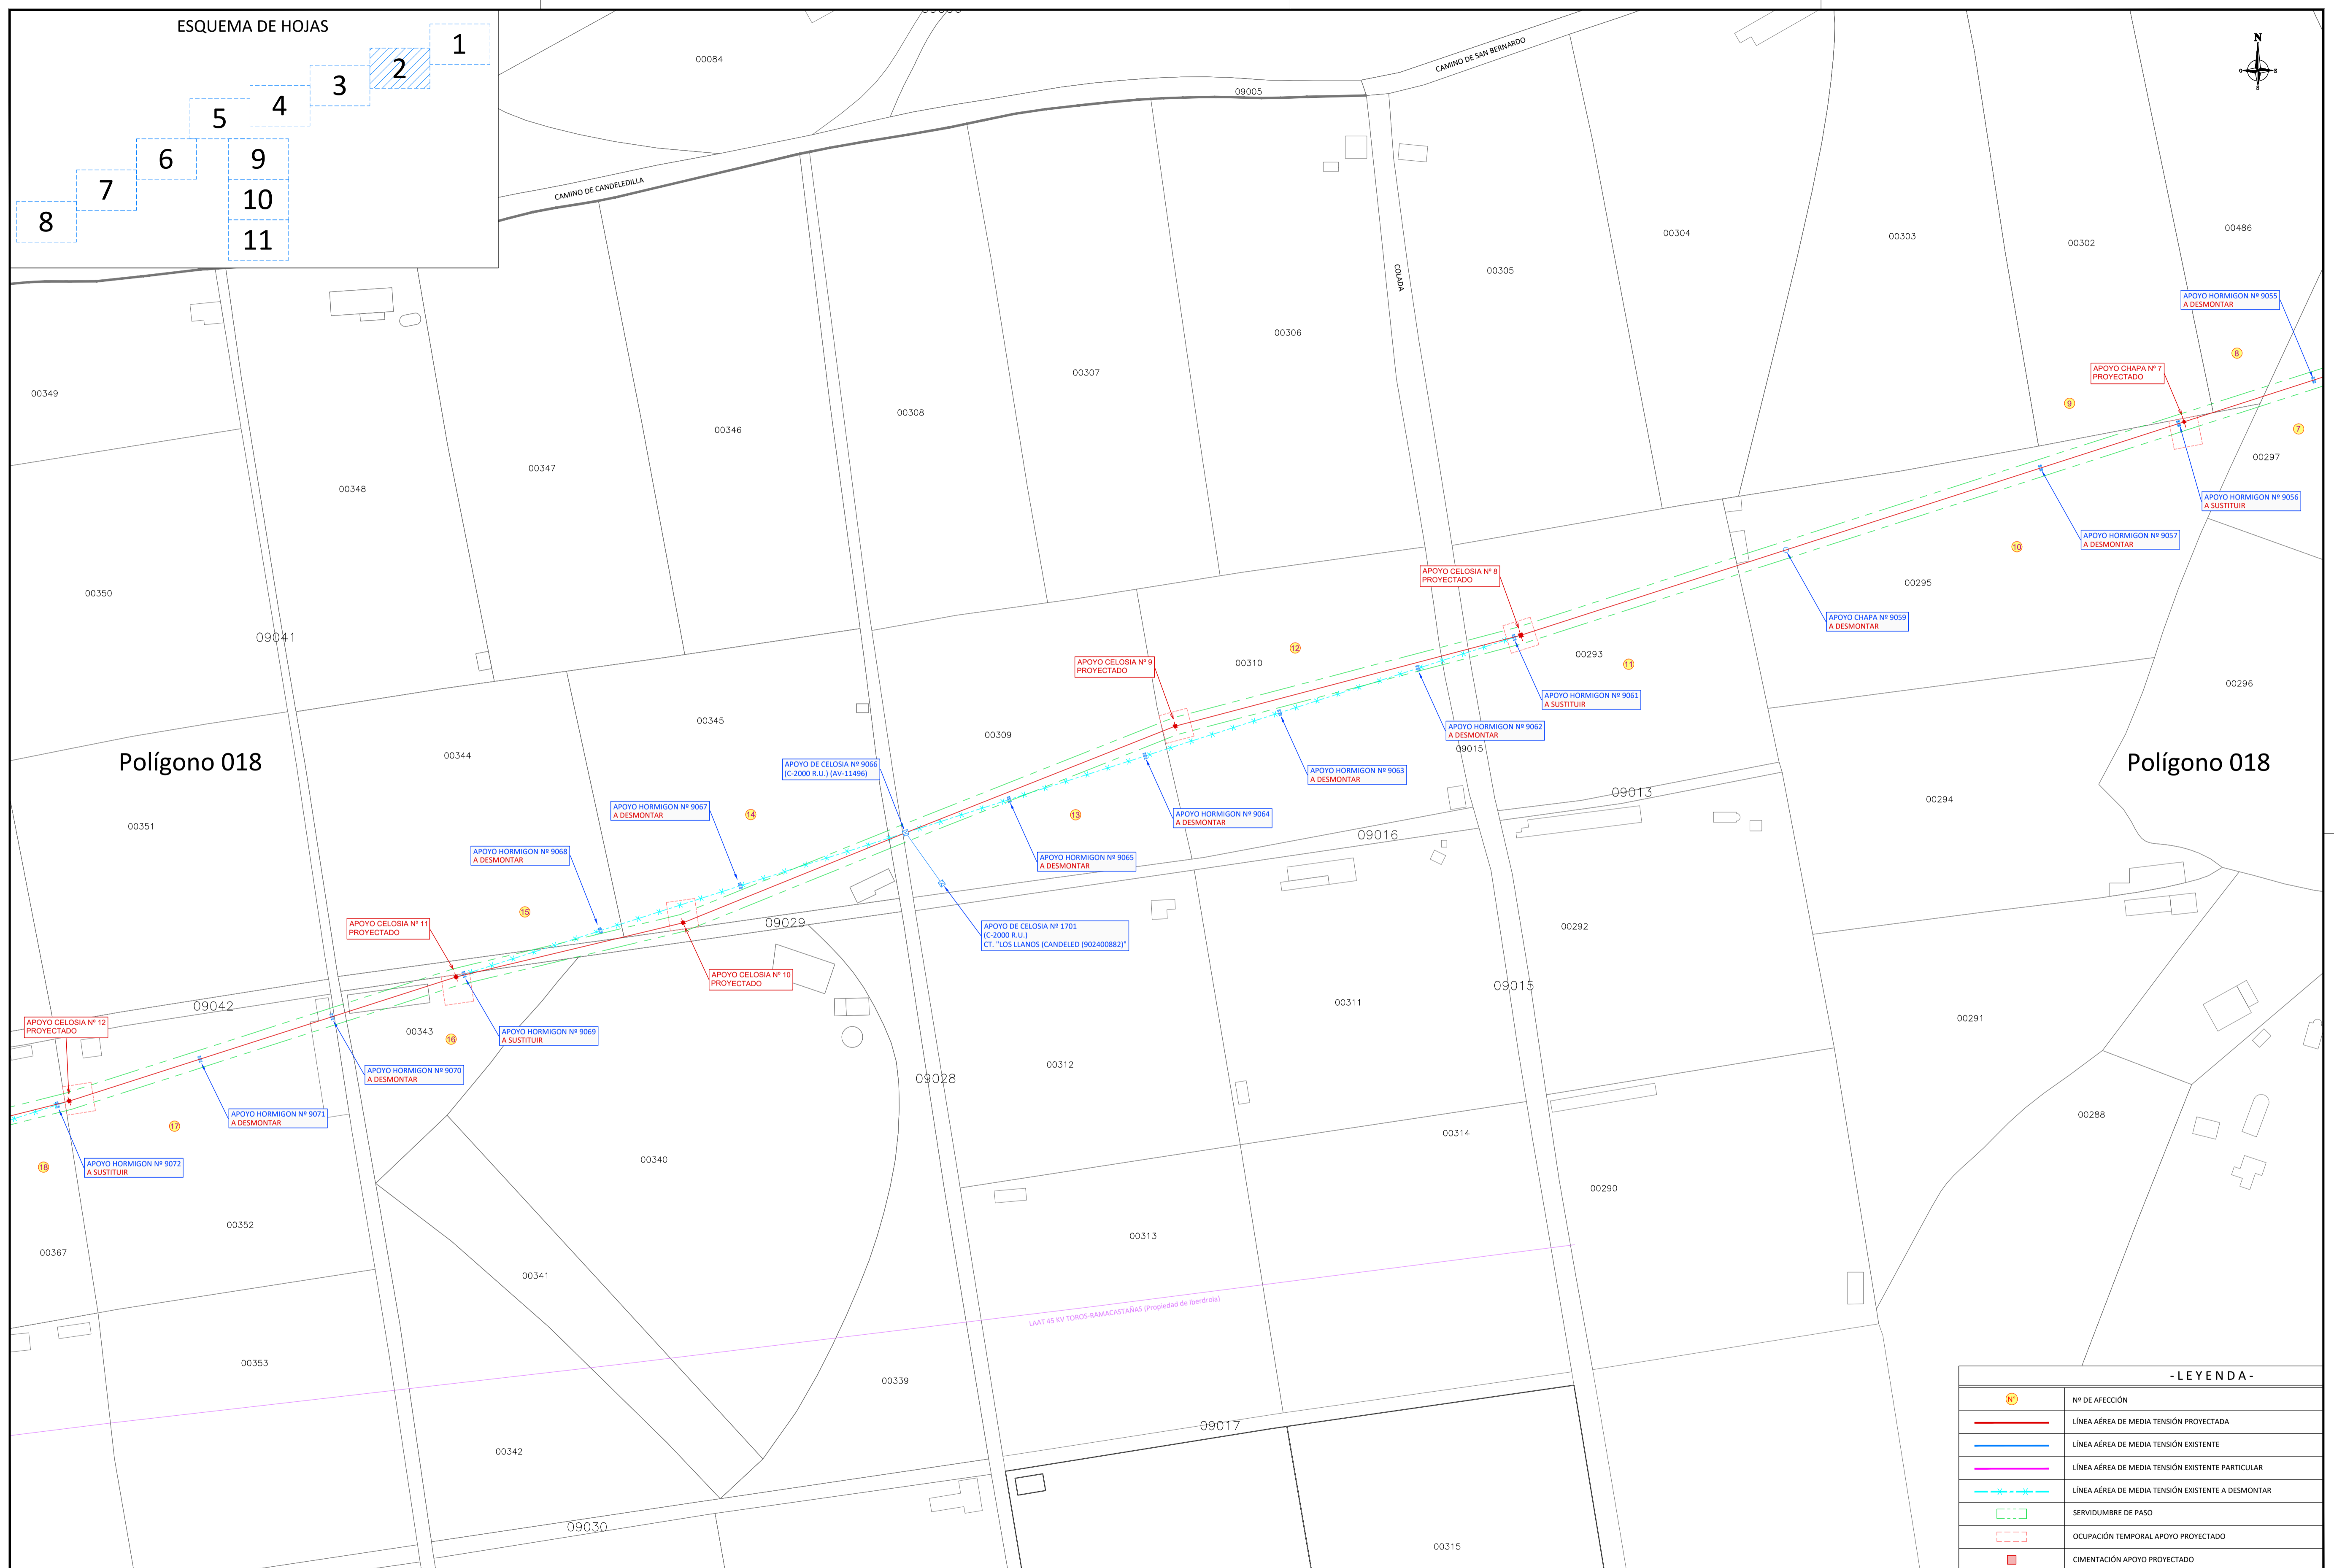 ESQUEMA DE HOJAS
1
2
3
4
5
6
7
8
9
10
11
N
00084
CAMINO DE SAN BERNARDO
09005
CAMINO DE CANDELEDILLA
COLADA
00304
00303
00302
00486
00305
00306
00307
00308
00346
00347
00348
00349
00350
09041
APOYO HORMIGON Nº 9055
A DESMONTAR
8
APOYO CHAPA Nº 7
PROYECTADO
9
7
00297
APOYO HORMIGON Nº 9056
A SUSTITUIR
APOYO HORMIGON Nº 9057
A DESMONTAR
10
00295
APOYO CHAPA Nº 9059
A DESMONTAR
APOYO CELOSIA Nº 8
PROYECTADO
12
00310
00293
11
APOYO HORMIGON Nº 9061
A SUSTITUIR
00296
APOYO CELOSIA Nº 9
PROYECTADO
APOYO HORMIGON Nº 9062
A DESMONTAR
09015
00345
00309
00344
Polígono 018
Polígono 018
APOYO DE CELOSIA Nº 9066
(C-2000 R.U.) (AV-11496)
APOYO HORMIGON Nº 9063
A DESMONTAR
09013
00294
APOYO HORMIGON Nº 9067
A DESMONTAR
14
13
APOYO HORMIGON Nº 9064
A DESMONTAR
00351
09016
APOYO HORMIGON Nº 9068
A DESMONTAR
APOYO HORMIGON Nº 9065
A DESMONTAR
15
APOYO CELOSIA Nº 11
PROYECTADO
09029
APOYO DE CELOSIA Nº 1701
(C-2000 R.U.)
CT. "LOS LLANOS (CANDELED (902400882)"
00292
APOYO CELOSIA Nº 10
PROYECTADO
09015
09042
00311
APOYO CELOSIA Nº 12
PROYECTADO
00343
16
APOYO HORMIGON Nº 9069
A SUSTITUIR
00291
APOYO HORMIGON Nº 9070
A DESMONTAR
00312
09028
APOYO HORMIGON Nº 9071
A DESMONTAR
17
00288
00314
18
APOYO HORMIGON Nº 9072
A SUSTITUIR
00340
00290
00352
00313
00367
00341
LAAT 45 KV TOROS-RAMACASTAÑAS (Propiedad de Iberdrola)
00353
00339
09017
00342
09030
00315
- L E Y E N D A -
Nº
Nº DE AFECCIÓN
LÍNEA AÉREA DE MEDIA TENSIÓN PROYECTADA
LÍNEA AÉREA DE MEDIA TENSIÓN EXISTENTE
LÍNEA AÉREA DE MEDIA TENSIÓN EXISTENTE PARTICULAR
LÍNEA AÉREA DE MEDIA TENSIÓN EXISTENTE A DESMONTAR
SERVIDUMBRE DE PASO
OCUPACIÓN TEMPORAL APOYO PROYECTADO
CIMENTACIÓN APOYO PROYECTADO